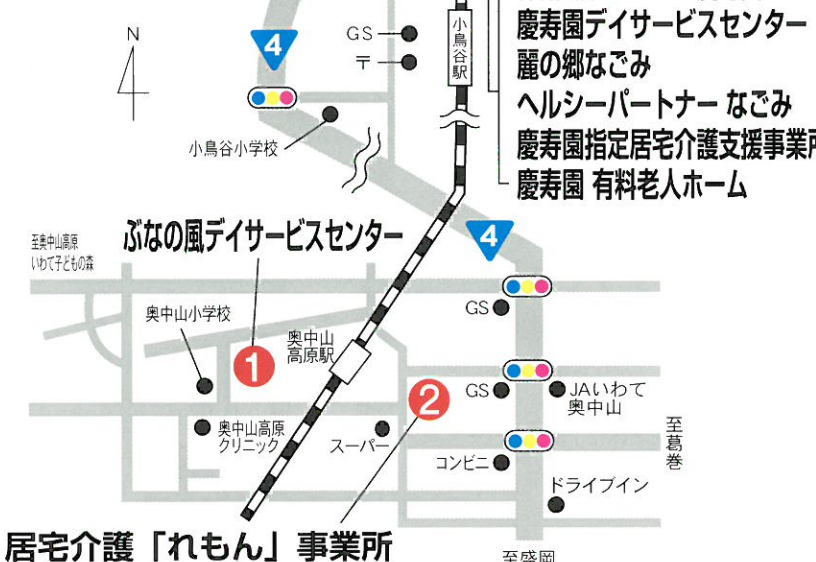 N
4
GS
〒
小鳥谷駅
慶寿園デイサービスセンター
麗の郷なごみ
ヘルシーパートナー なごみ
慶寿園指定居宅介護支援事業所
慶寿園 有料老人ホーム
小鳥谷小学校
4
至奥中山高原
いわて子どもの森
ぶなの風デイサービスセンター
奥中山小学校
奥中山
高原駅
GS
1
2
GS
JAいわて
奥中山
奥中山高原
クリニック
スーパー
コンビニ
至葛巻
ドライブイン
居宅介護「れもん」事業所
至盛岡